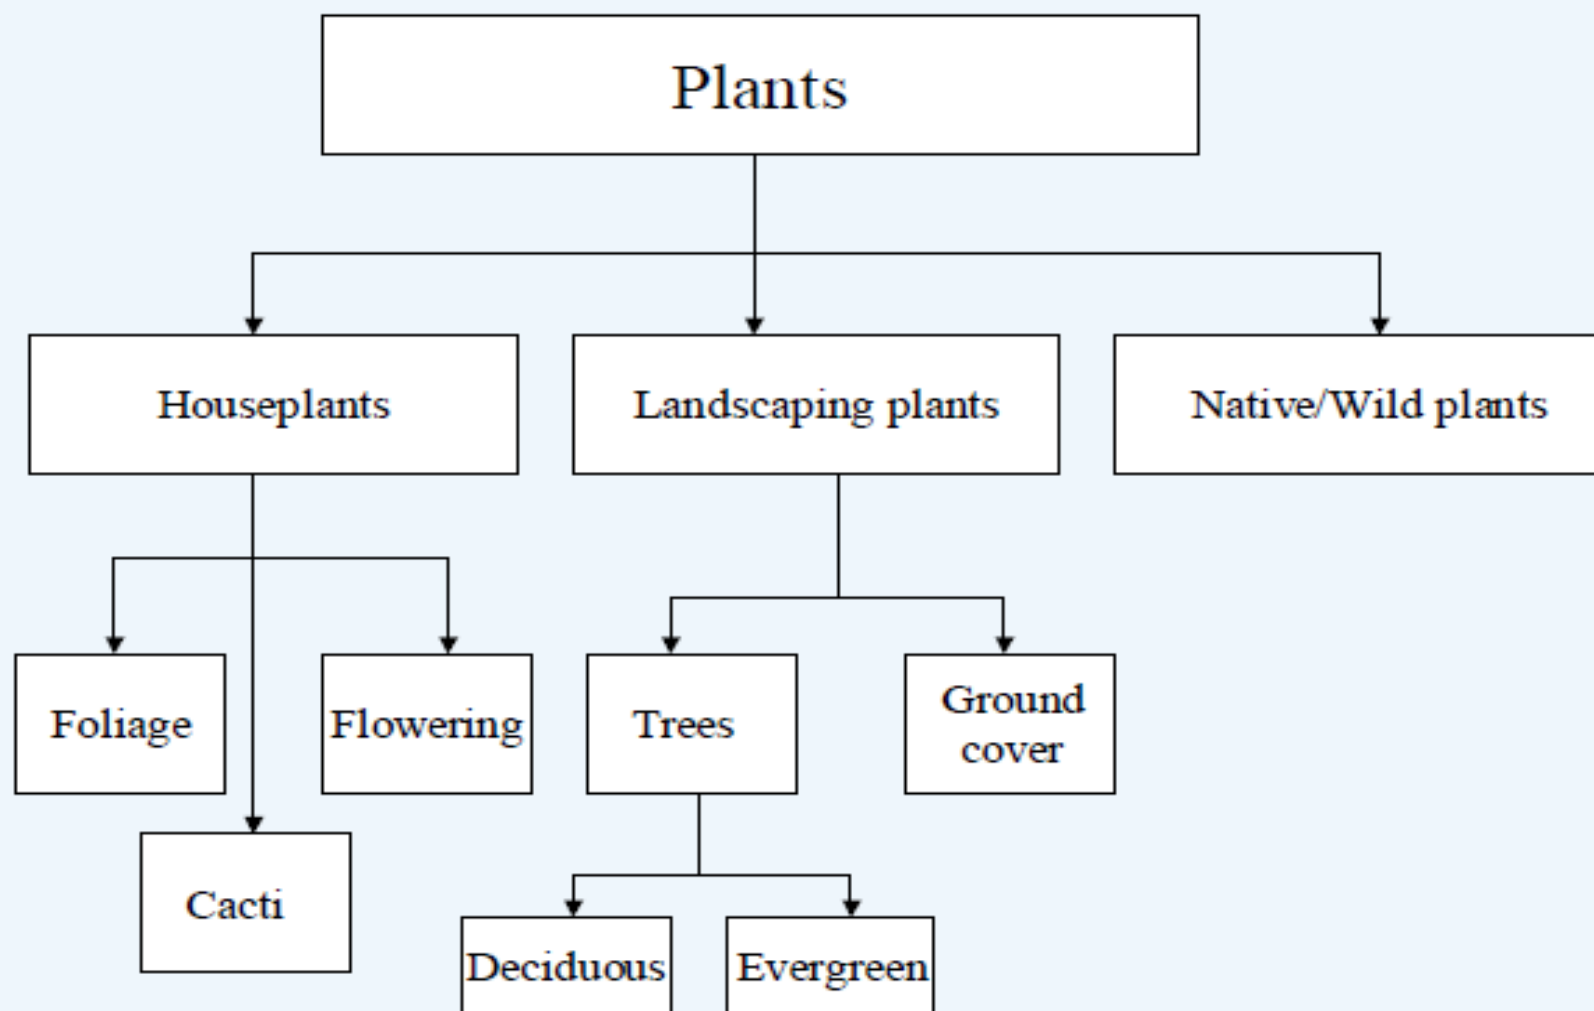 Plants
Houseplants
Landscaping plants
Native/Wild plants
Foliage
Flowering
Trees
Ground
cover
Cacti
Deciduous
Evergreen